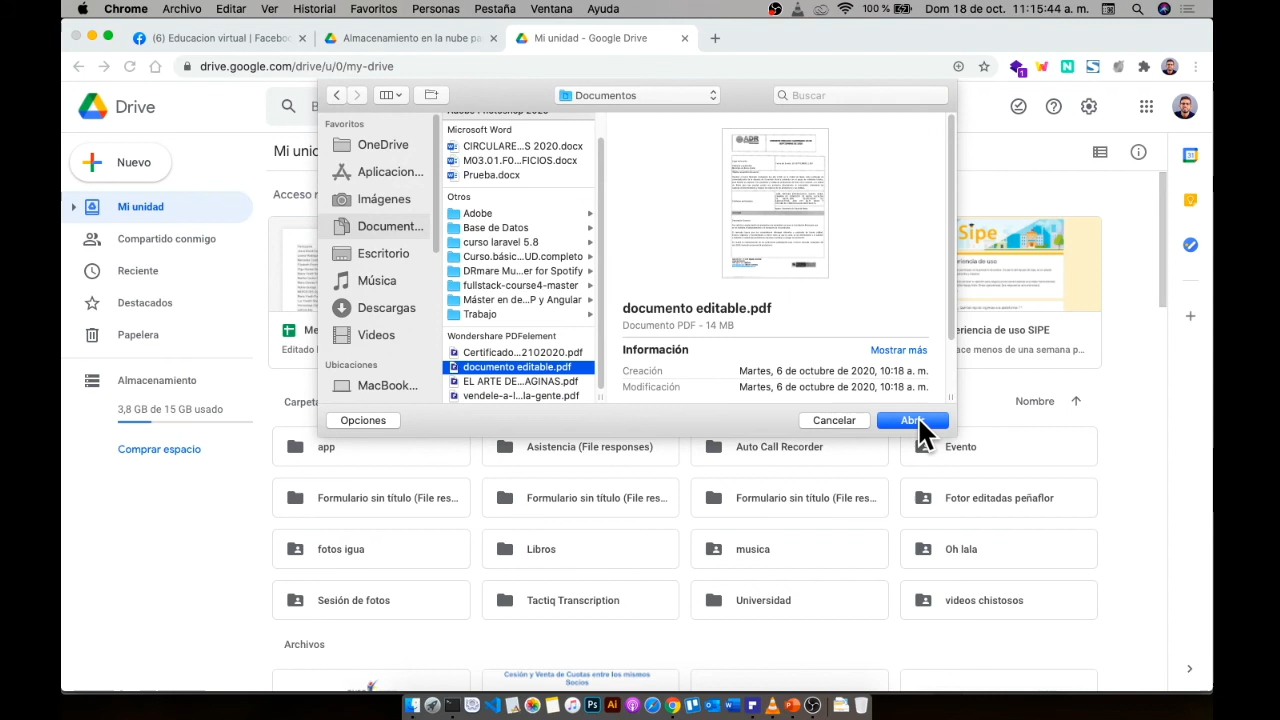 Chrome Archivo Editar Ver Historial Favoritos Personas Pestaña Ventana Ayuda 100 % Dom 18 de oct. 11:15:44 a. m.
(6) Educacion virtual | Facebo Almacenamiento en la nube pa Mi unidad - Google Drive
drive.google.com/drive/u/0/my-drive
Drive
Documentos
Buscar
Nuevo
Mi unidad
Compartido conmigo
Reciente
Destacados
Papelera
Almacenamiento
3,8 GB de 15 GB usado
Comprar espacio
Mi unid
Acceso
Favoritos
OneDrive
Aplicacion...
Imágenes
Document...
Escritorio
Música
Descargas
Videos
Ubicaciones
MacBook...
Adobe Photoshop 2020
Microsoft Word
CIRCULARE...S 2020.docx
M03.01.F0...FICIOS.docx
Prueba.docx
Otros
Adobe
Base de Datos
curso laravel 5.8
Curso.básic...UD.completo
DRmare Mu...er for Spotify
fullstack-course4-master
Máster en de...P y Angular
Trabajo
Wondershare PDFelement
Certificado...2102020.pdf
documento editable.pdf
EL ARTE DE...AGINAS.pdf
vendele-a-l...la-gente.pdf
ADR
documento editable.pdf
Documento PDF - 14 MB
Información Mostrar más
Creación Martes, 6 de octubre de 2020, 10:18 a. m.
Modificación Martes, 6 de octubre de 2020, 10:18 a. m.
Opciones Cancelar Abrir
Sipe
eriencia de uso
eriencia de uso SIPE
ace menos de una semana p...
Me
Editado
Carpeta
Nombre
app Asistencia (File responses) Auto Call Recorder Evento
Formulario sin título (File res... Formulario sin título (File res... Formulario sin título (File res... Fotor editadas peñaflor
fotos igua Libros musica Oh lala
Sesión de fotos Tactiq Transcription Universidad videos chistosos
Archivos
Cesión y Venta de Cuotas entre los mismos
Socios